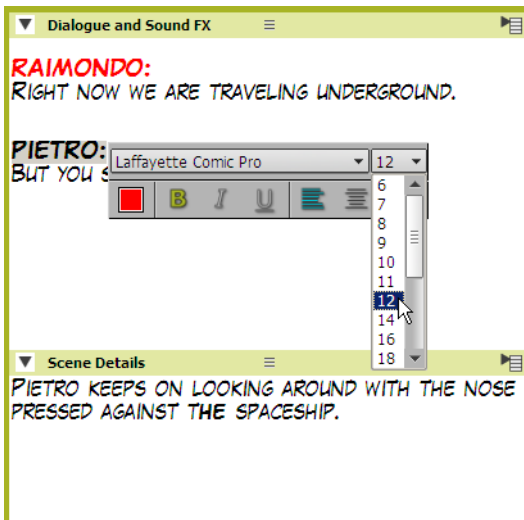 Dialogue and Sound FX
RAIMONDO:
RIGHT NOW WE ARE TRAVELING UNDERGROUND.
PIETRO:
Laffayette Comic Pro 12
BUT YOU S
B I U
6
7
8
9
10
11
12
14
16
18
Scene Details
PIETRO KEEPS ON LOOKING AROUND WITH THE NOSE
PRESSED AGAINST THE SPACESHIP.